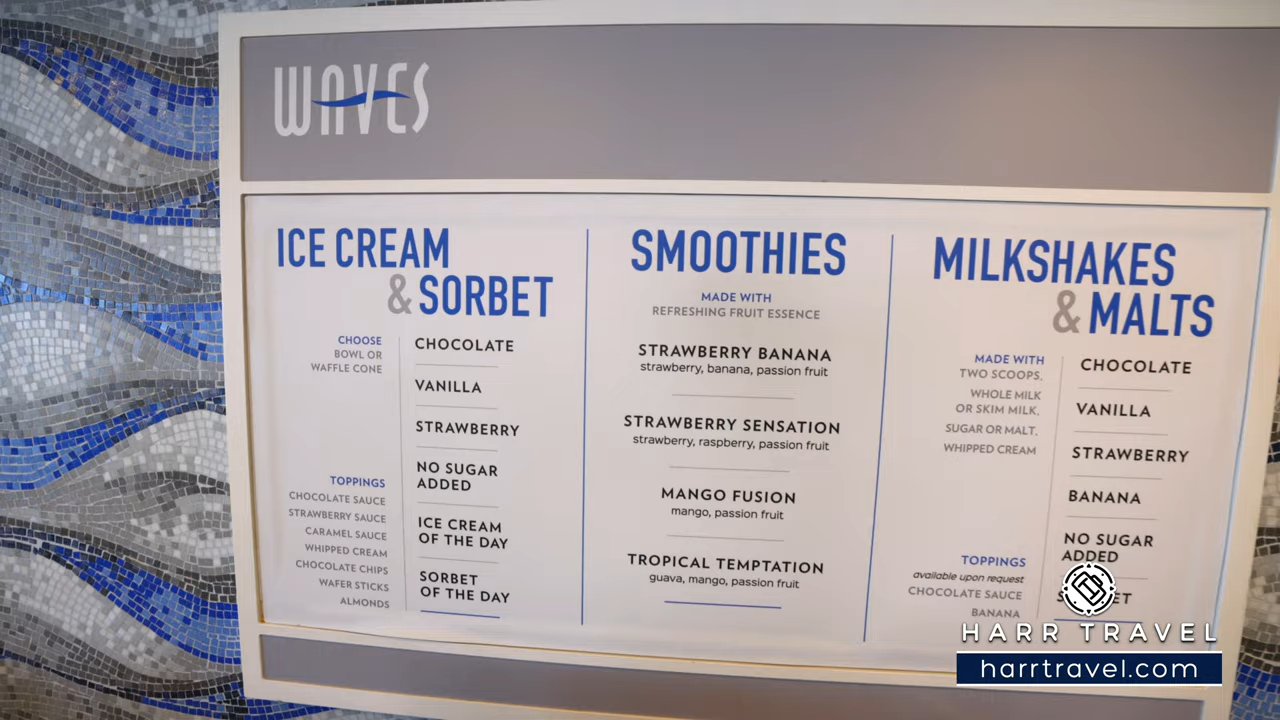 WAVES
ICE CREAM
& SORBET
CHOOSE
BOWL OR
WAFFLE CONE
TOPPINGS
CHOCOLATE SAUCE
STRAWBERRY SAUCE
CARAMEL SAUCE
WHIPPED CREAM
CHOCOLATE CHIPS
WAFER STICKS
ALMONDS
CHOCOLATE
VANILLA
STRAWBERRY
NO SUGAR
ADDED
ICE CREAM
OF THE DAY
SORBET
OF THE DAY
SMOOTHIES
MADE WITH
REFRESHING FRUIT ESSENCE
STRAWBERRY BANANA
strawberry, banana, passion fruit
STRAWBERRY SENSATION
strawberry, raspberry, passion fruit
MANGO FUSION
mango, passion fruit
TROPICAL TEMPTATION
guava, mango, passion fruit
MILKSHAKES
& MALTS
MADE WITH
TWO SCOOPS.
WHOLE MILK
OR SKIM MILK.
SUGAR OR MALT.
WHIPPED CREAM
TOPPINGS
available upon request
CHOCOLATE SAUCE
BANANA
CHOCOLATE
VANILLA
STRAWBERRY
BANANA
NO SUGAR
ADDED
HARR TRAVEL
harrtravel.com